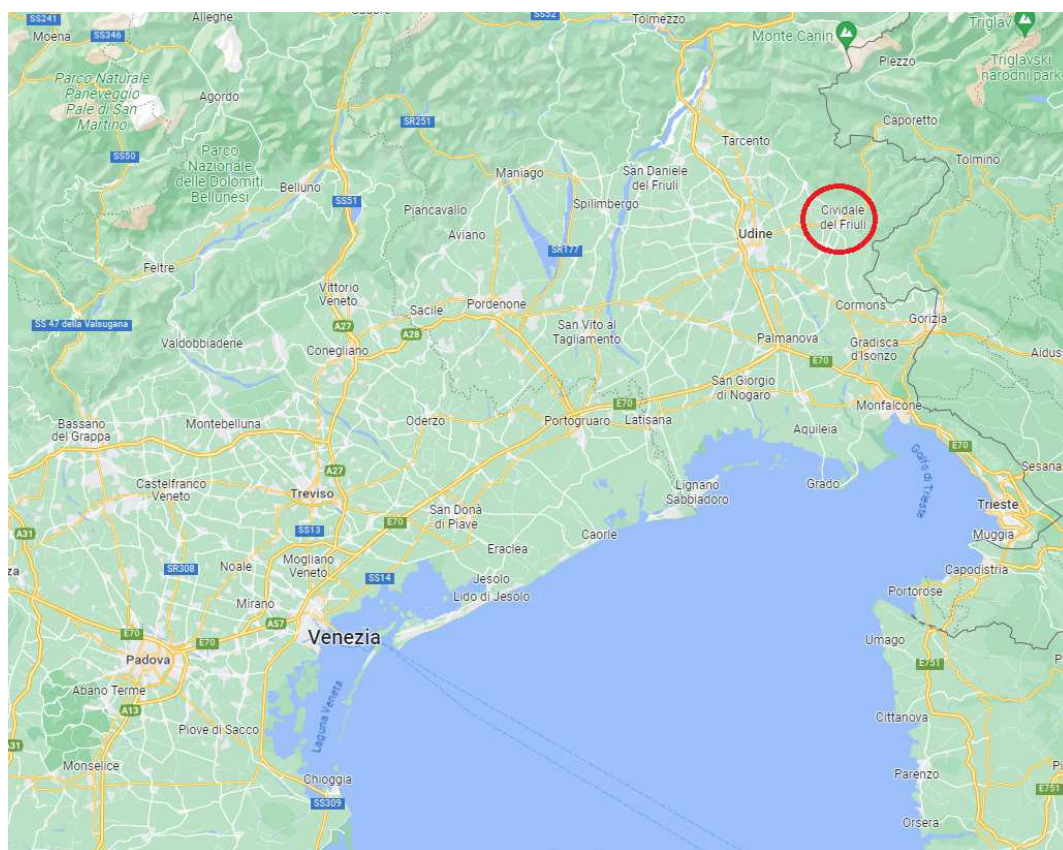 SS241
Alleghe
SS52
Tolmezzo
Moena
SS346
Monte Canin
Triglav
Plezzo
Triglavski
narodni park
Parco Naturale
Paneveggio
Pale di San
Martino
Agordo
SR251
Caporetto
SS50
Parco
Nazionale
delle Dolomiti
Bellunesi
Tarcento
Tolmino
Belluno
SS51
Maniago
San Daniele
del Friuli
Piancavallo
Spilimbergo
Cividale
del Friuli
Aviano
SR177
Udine
Feltre
Vittorio
Veneto
Sacile
Pordenone
Cormons
Gorizia
SS 47 della Valsugana
A27
A28
San Vito al
Tagliamento
Valdobbiadene
Conegliano
Palmanova
Gradisca
d'Isonzo
E70
Aidus
San Giorgio
di Nogaro
E70
Monfalcone
Bassano
del Grappa
Montebelluna
Oderzo
Portogruaro
Latisana
Aquileia
E70
Golfo di Trieste
A27
Sesana
Castelfranco
Veneto
Treviso
Lignano
Sabbiadoro
Grado
Trieste
San Donà
di Piave
E70
A31
SS13
Caorle
Muggia
Eraclea
za
SR308
Noale
Mogliano
Veneto
SS14
Jesolo
Lido di Jesolo
Capodistria
Portorose
Mirano
A57
E70
E70
Venezia
Umago
Padova
E751
Abano Terme
A13
Laguna Veneta
Cittanova
Piove di Sacco
A31
Monselice
Chioggia
Parenzo
E751
SS309
Orsera